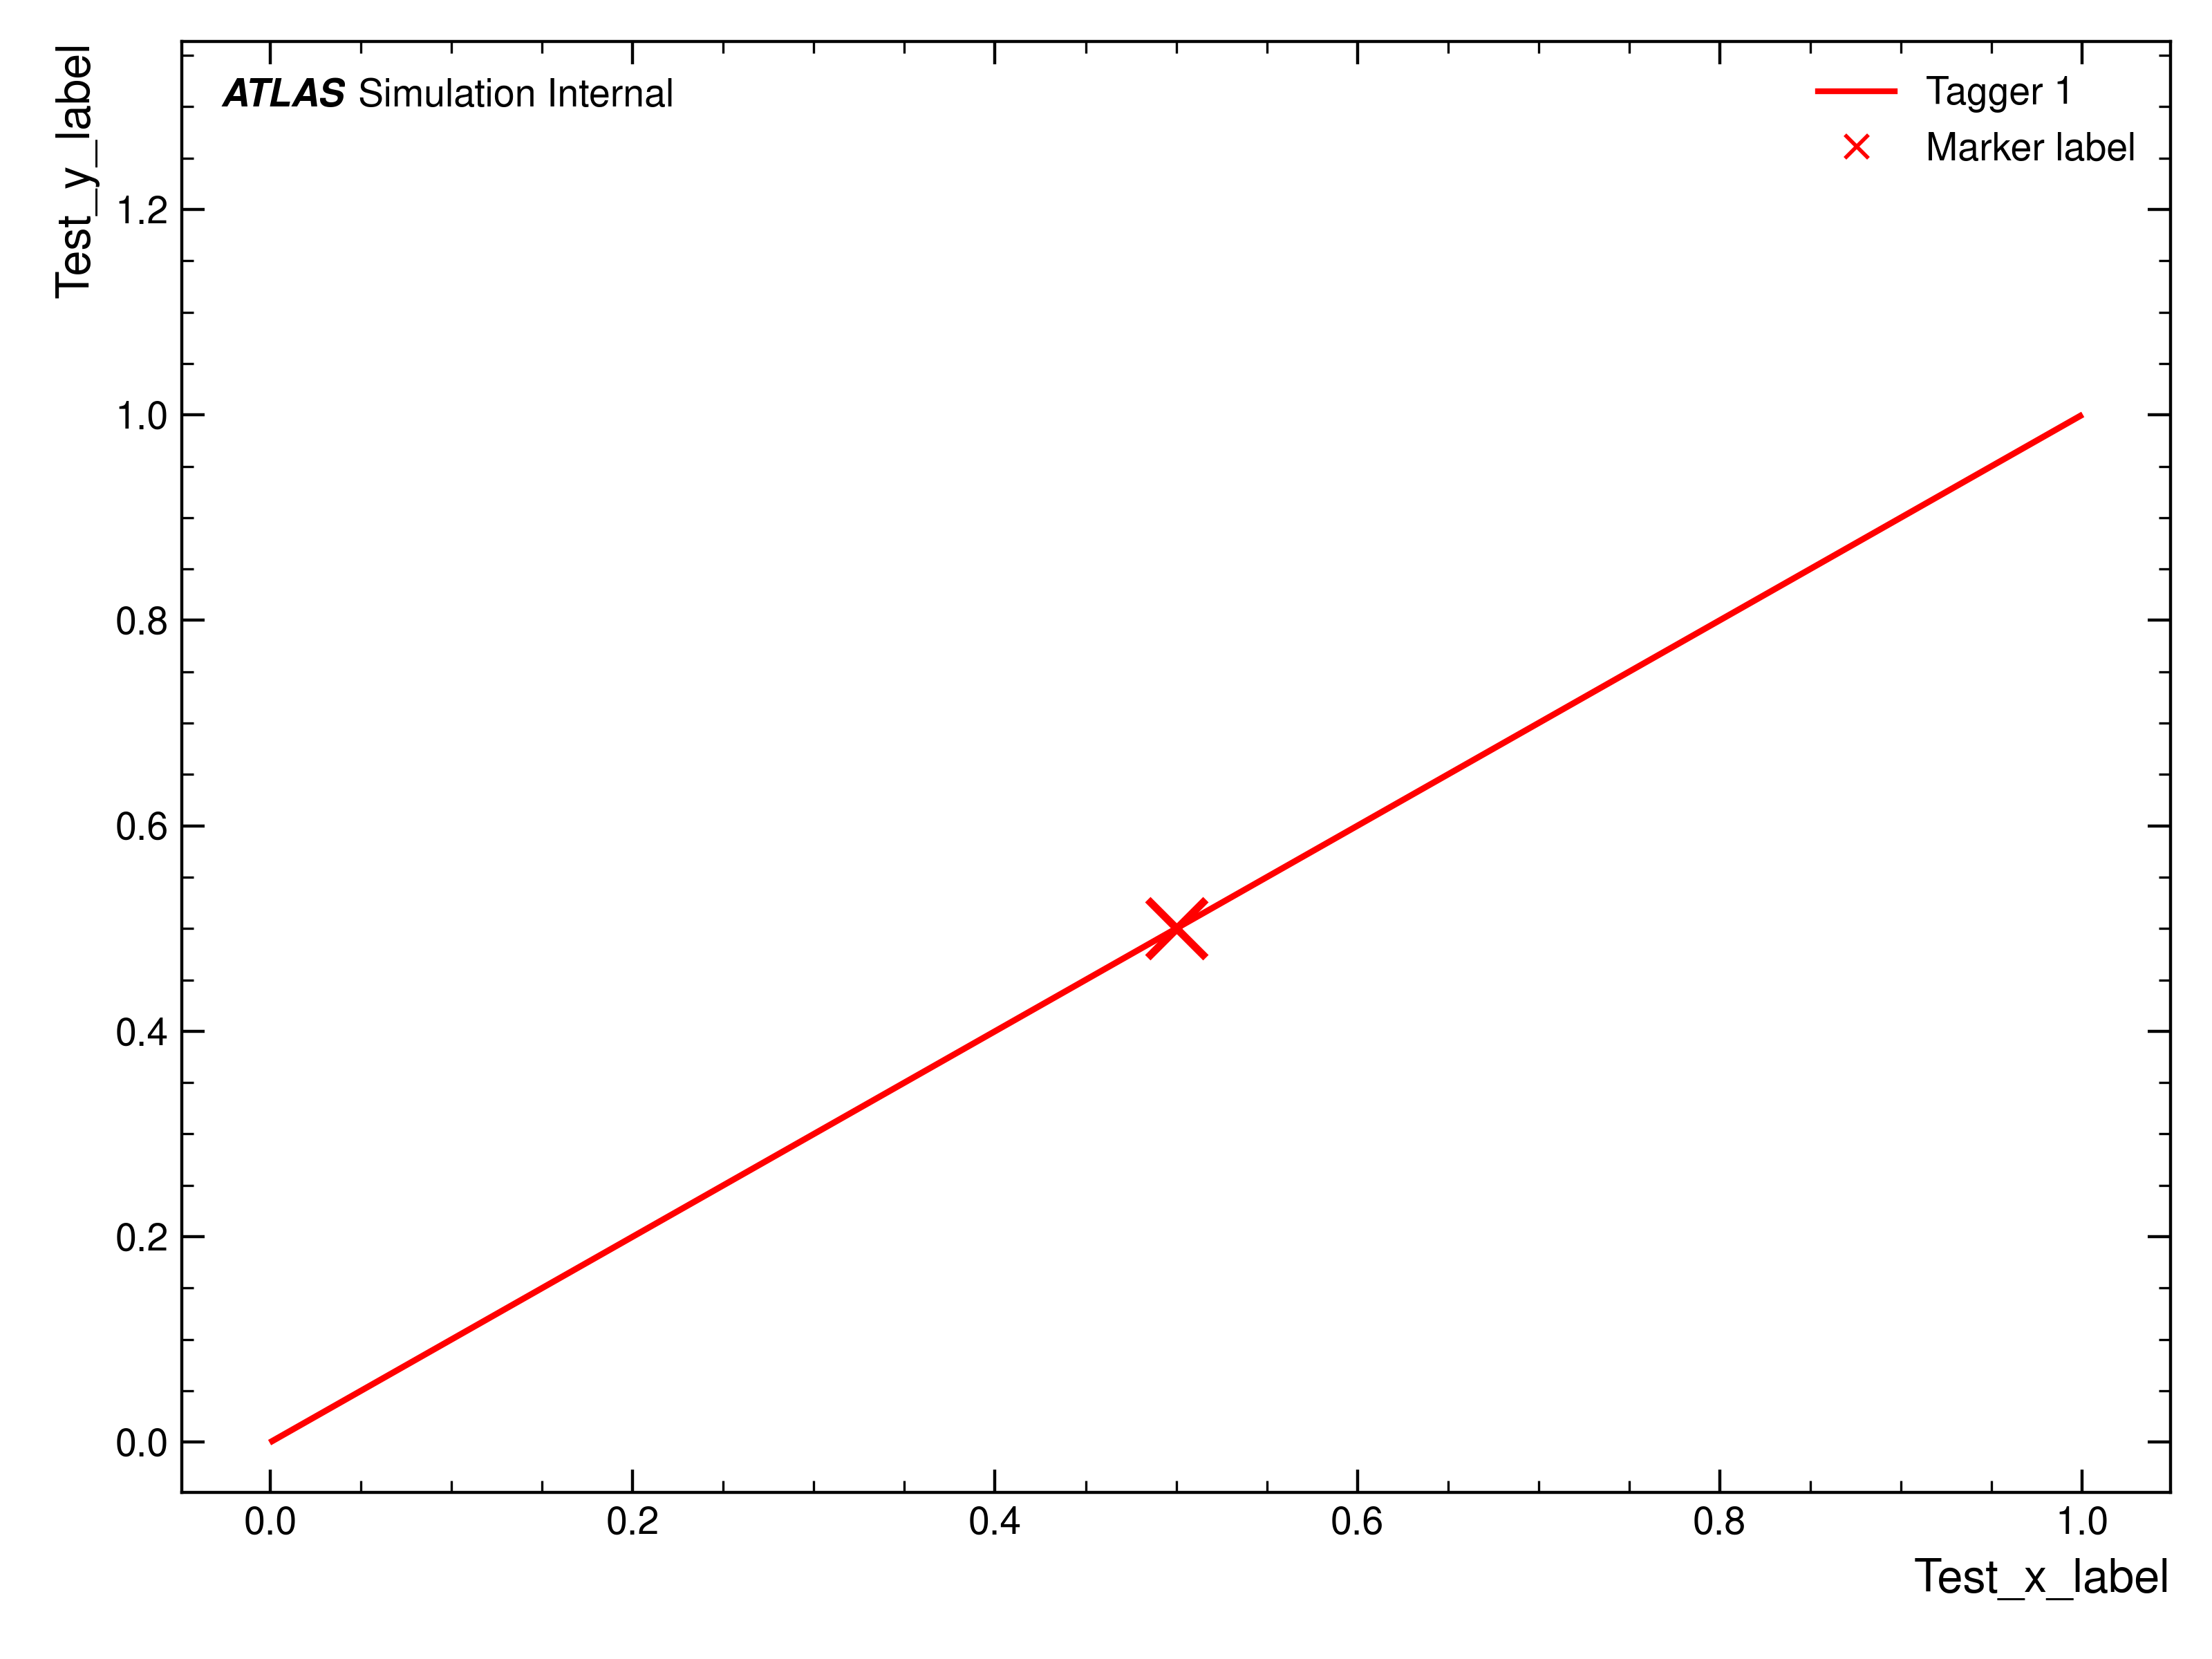 Test_y_label
ATLAS Simulation Internal
Tagger 1
Marker label
1.2
1.0
0.8
0.6
0.4
0.2
0.0
0.0 0.2 0.4 0.6 0.8 1.0
Test_x_label